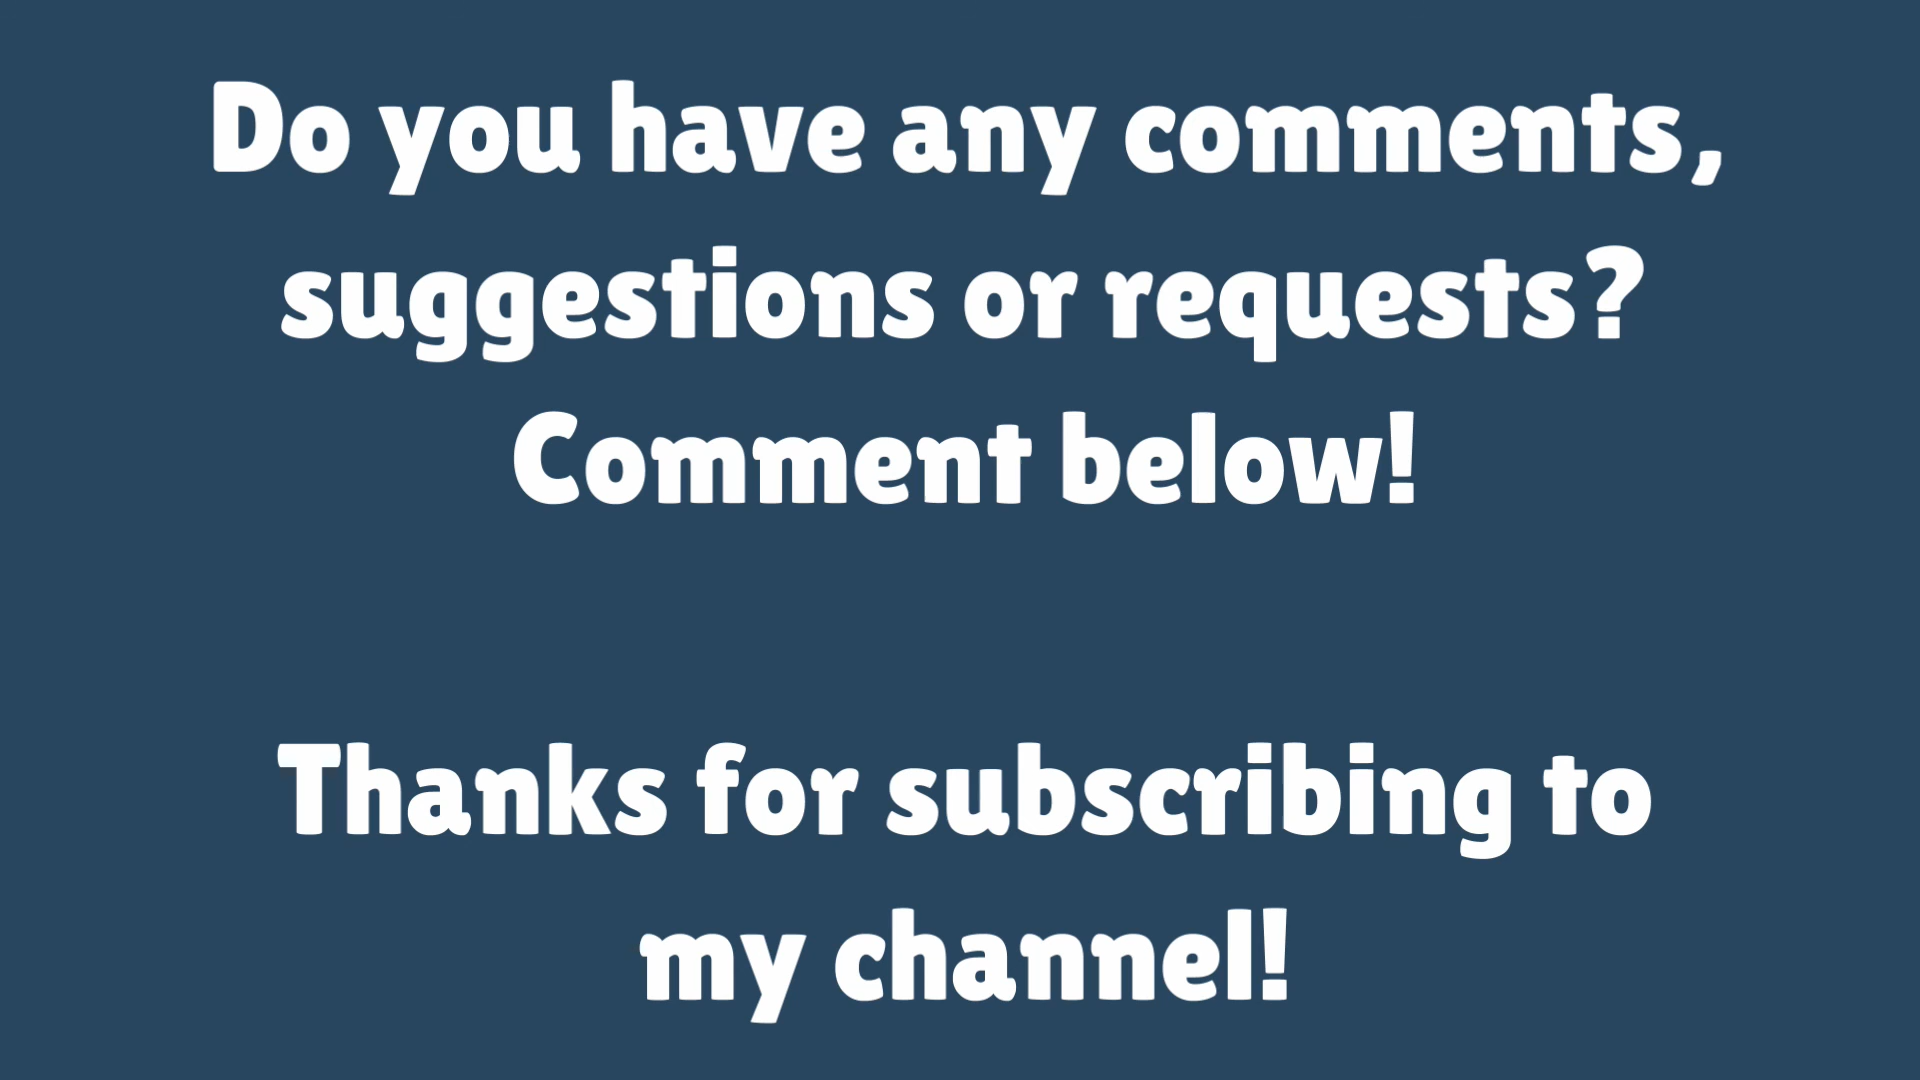 Do you have any comments,
suggestions or requests?
Comment below!
Thanks for subscribing to
my channel!